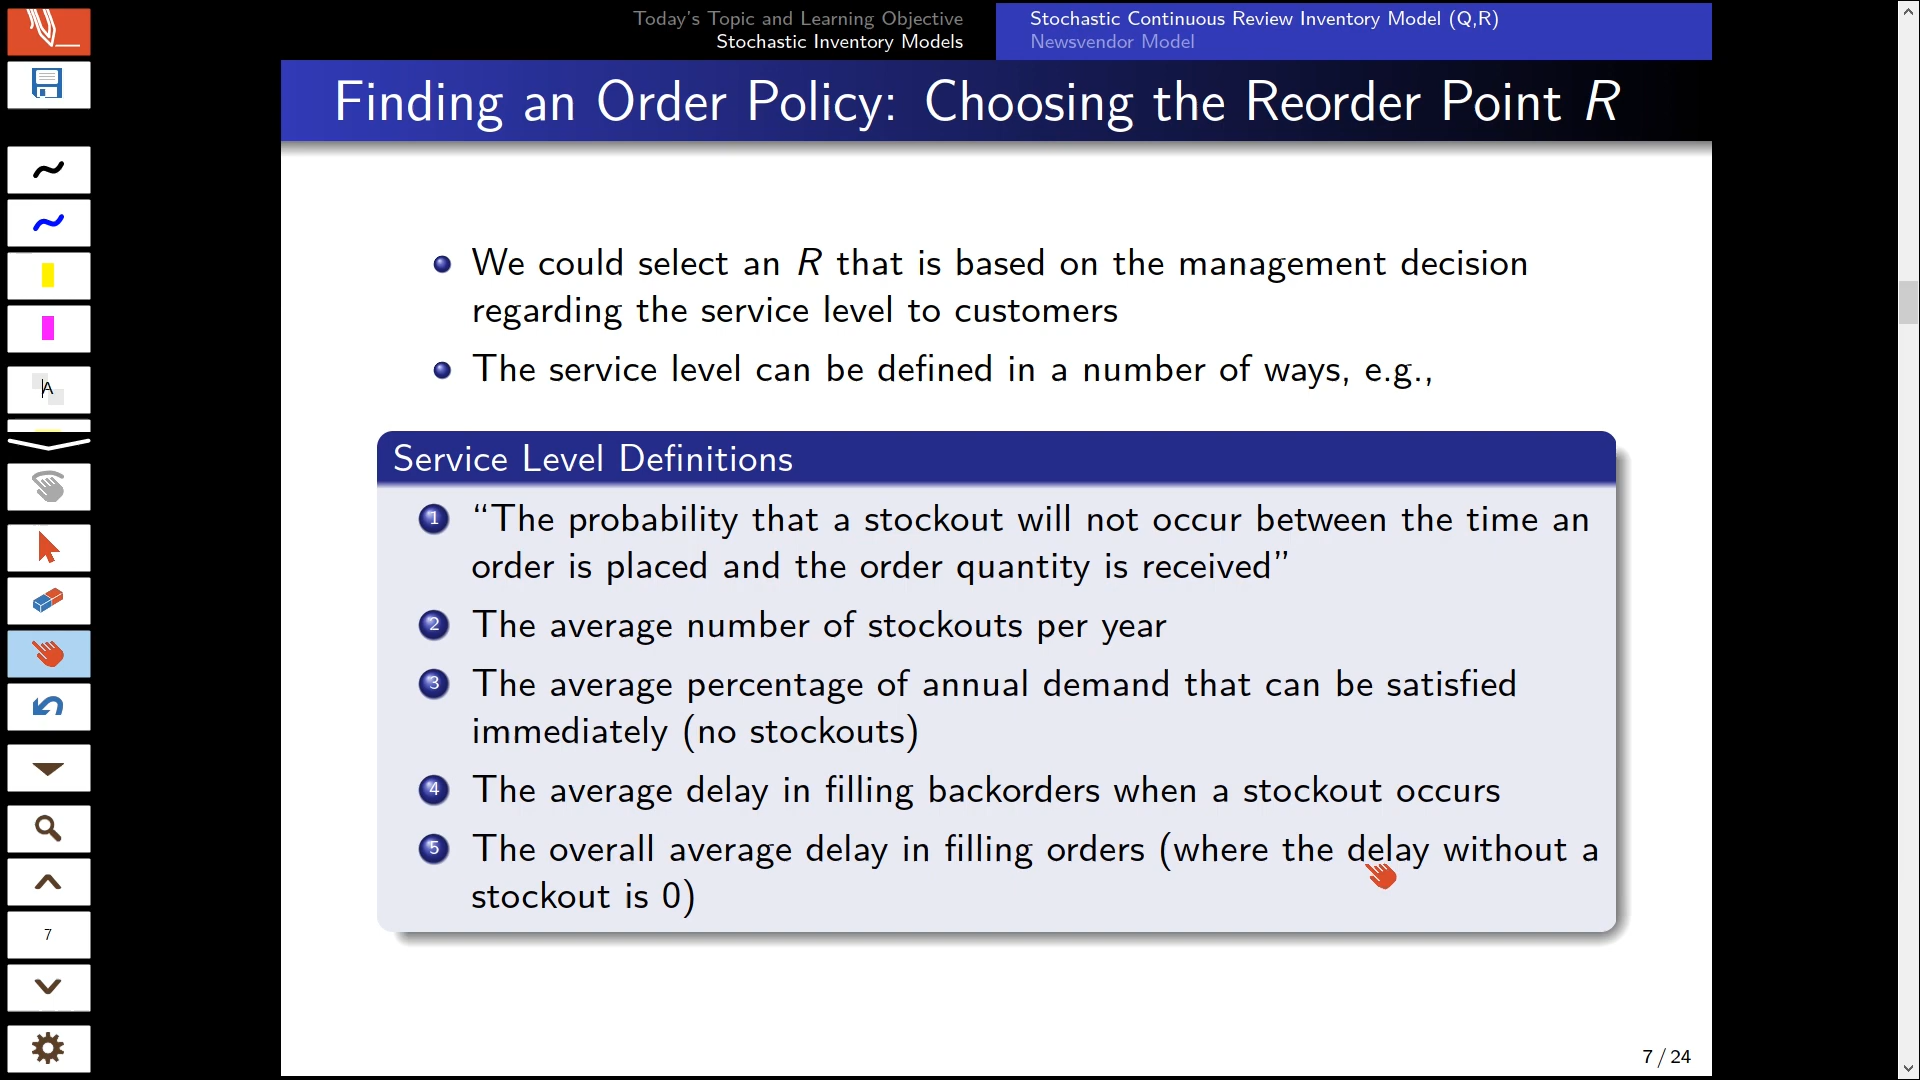 Today's Topic and Learning Objective
Stochastic Inventory Models
Stochastic Continuous Review Inventory Model (Q,R)
Newsvendor Model
Finding an Order Policy: Choosing the Reorder Point R
We could select an R that is based on the management decision
regarding the service level to customers
The service level can be defined in a number of ways, e.g.,
Service Level Definitions
1 “The probability that a stockout will not occur between the time an
order is placed and the order quantity is received”
2 The average number of stockouts per year
3 The average percentage of annual demand that can be satisfied
immediately (no stockouts)
4 The average delay in filling backorders when a stockout occurs
5 The overall average delay in filling orders (where the delay without a
stockout is 0)
7 / 24
A
7